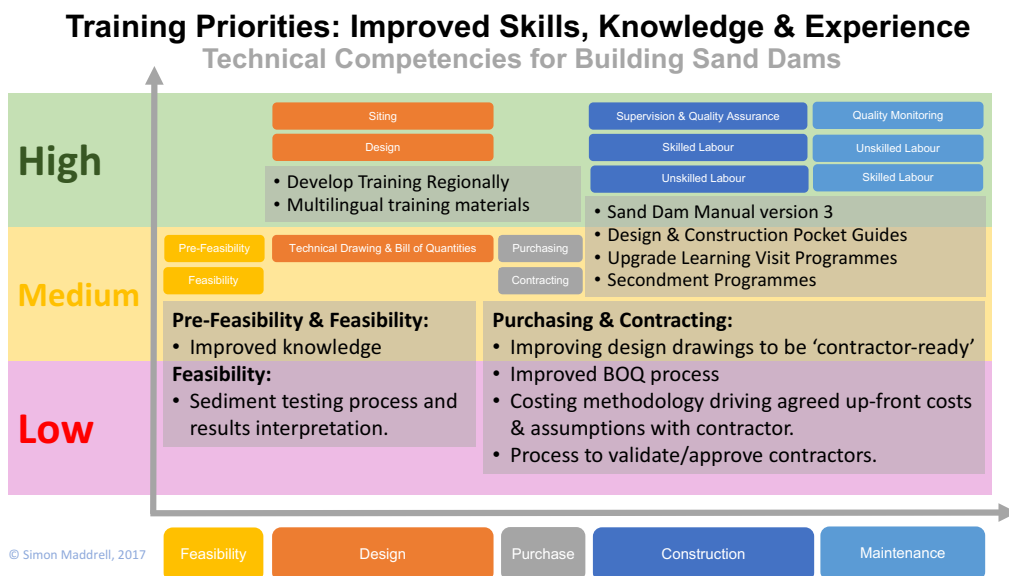 Training Priorities: Improved Skills, Knowledge & Experience
Technical Competencies for Building Sand Dams
High
Siting
Design
• Develop Training Regionally
• Multilingual training materials
Supervision & Quality Assurance
Skilled Labour
Unskilled Labour
Quality Monitoring
Unskilled Labour
Skilled Labour
• Sand Dam Manual version 3
• Design & Construction Pocket Guides
• Upgrade Learning Visit Programmes
• Secondment Programmes
Medium
Pre-Feasibility
Feasibility
Technical Drawing & Bill of Quantities
Purchasing
Contracting
Pre-Feasibility & Feasibility:
• Improved knowledge
Feasibility:
• Sediment testing process and
results interpretation.
Purchasing & Contracting:
• Improving design drawings to be ‘contractor-ready’
• Improved BOQ process
• Costing methodology driving agreed up-front costs
& assumptions with contractor.
• Process to validate/approve contractors.
Low
© Simon Maddrell, 2017
Feasibility
Design
Purchase
Construction
Maintenance